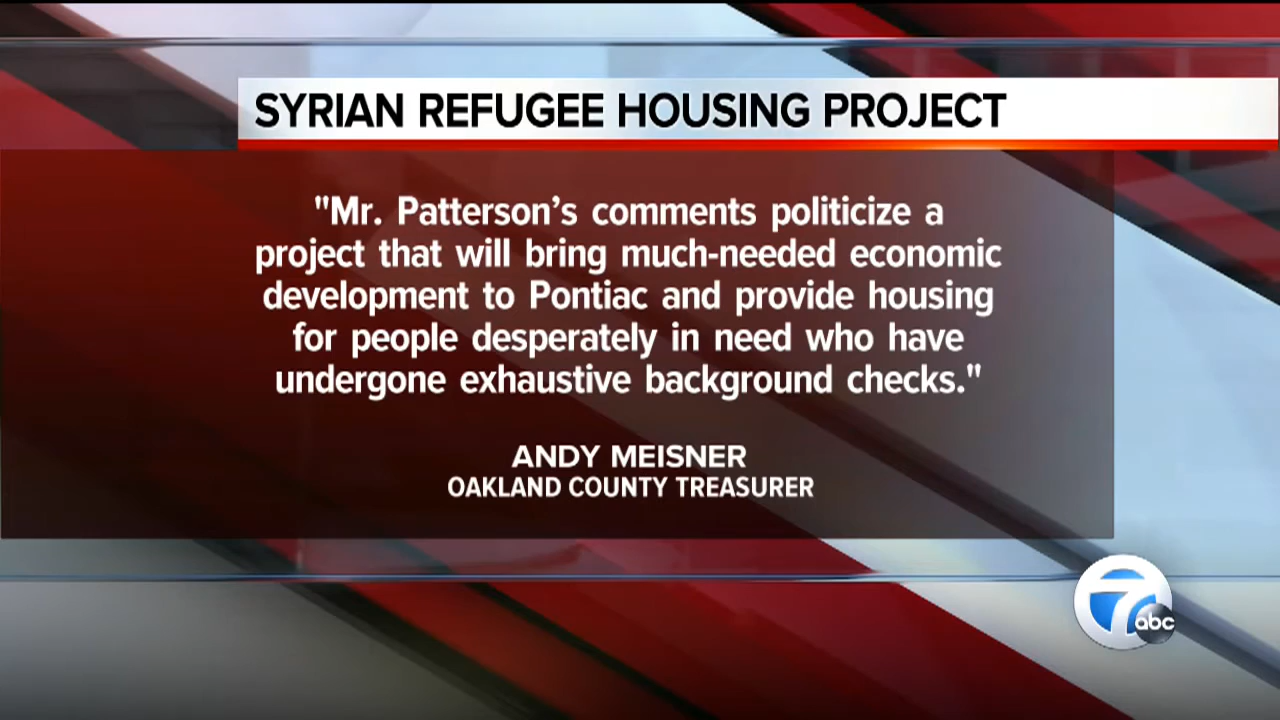 SYRIAN REFUGEE HOUSING PROJECT
"Mr. Patterson’s comments politicize a
project that will bring much-needed economic
development to Pontiac and provide housing
for people desperately in need who have
undergone exhaustive background checks."
ANDY MEISNER
OAKLAND COUNTY TREASURER
7
abc